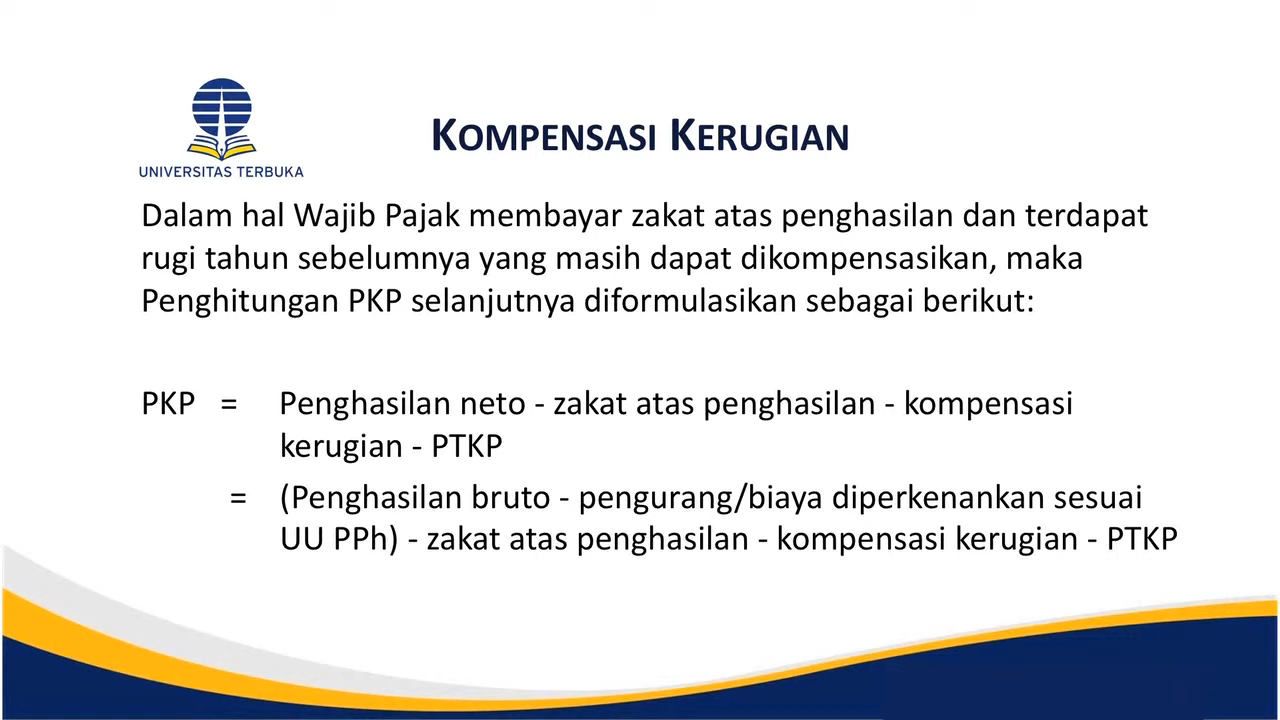 UNIVERSITAS TERBUKA
KOMPENSASI KERUGIAN
Dalam hal Wajib Pajak membayar zakat atas penghasilan dan terdapat
rugi tahun sebelumnya yang masih dapat dikompensasikan, maka
Penghitungan PKP selanjutnya diformulasikan sebagai berikut:
PKP = Penghasilan neto - zakat atas penghasilan - kompensasi
kerugian - PTKP
= (Penghasilan bruto - pengurang/biaya diperkenankan sesuai
UU PPh) - zakat atas penghasilan - kompensasi kerugian - PTKP